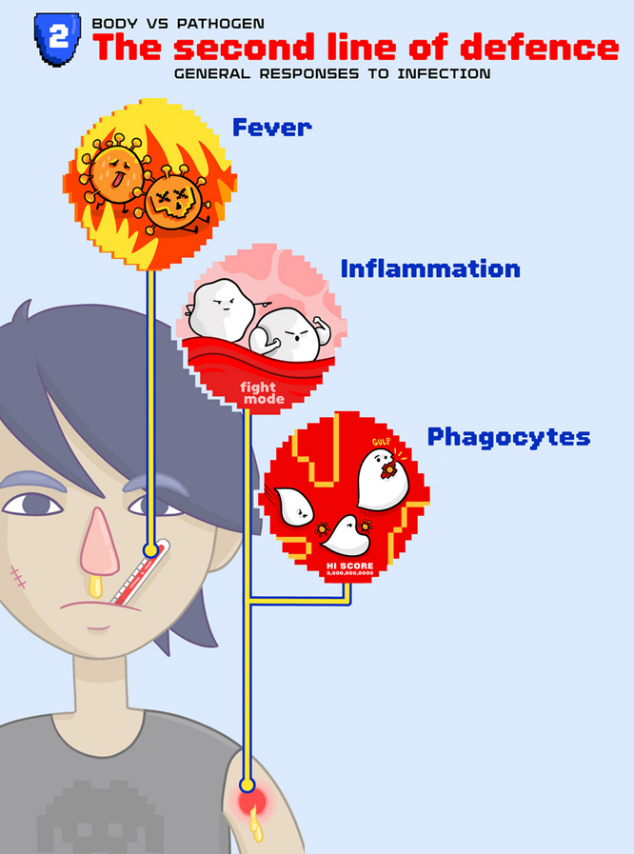 2
BODY VS PATHOGEN
The second line of defence
GENERAL RESPONSES TO INFECTION
Fever
Inflammation
fight
mode
Phagocytes
GULP
HI SCORE